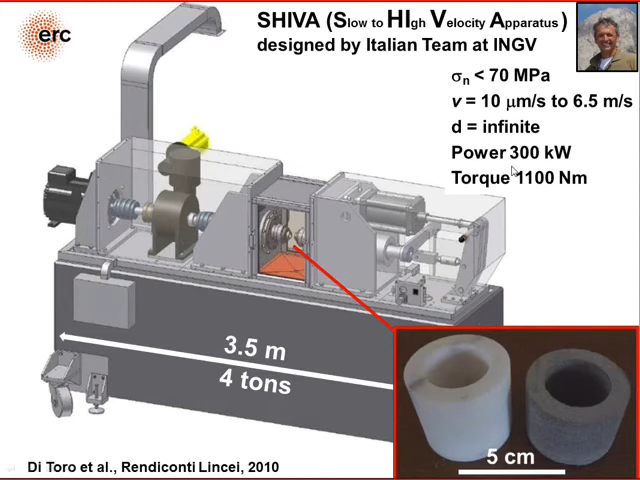 erc
SHIVA (Slow to HIgh Velocity Apparatus)
designed by Italian Team at INGV
σn < 70 MPa
v = 10 μm/s to 6.5 m/s
d = infinite
Power 300 kW
Torque 1100 Nm
3.5 m
4 tons
5 cm
Di Toro et al., Rendiconti Lincei, 2010